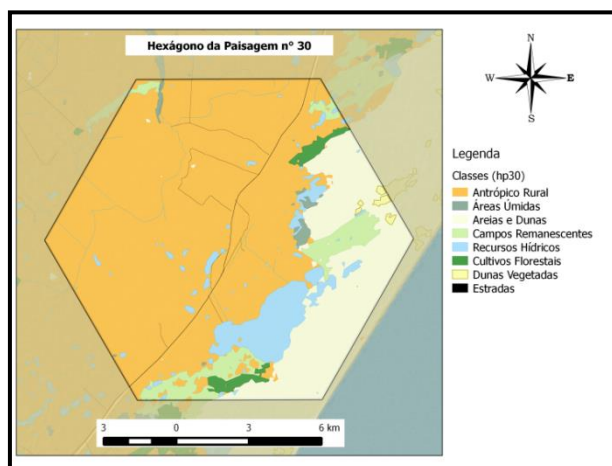 Hexágono da Paisagem n° 30
N
W E
S
Legenda
Classes (hp30)
Antrópico Rural
Áreas Úmidas
Areias e Dunas
Campos Remanescentes
Recursos Hídricos
Cultivos Florestais
Dunas Vegetadas
Estradas
3 0 3 6 km